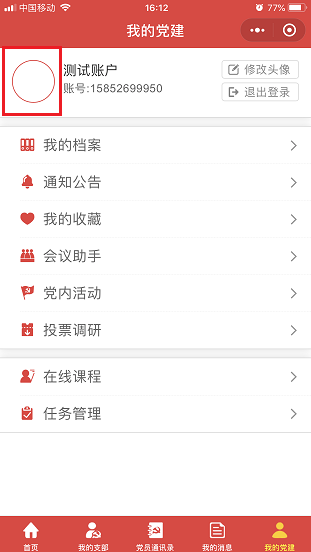 中国移动
16:12
77%
我的党建
测试账户
账号:15852699950
修改头像
退出登录
我的档案
通知公告
我的收藏
会议助手
党内活动
投票调研
在线课程
任务管理
首页
我的支部
党员通讯录
我的消息
我的党建